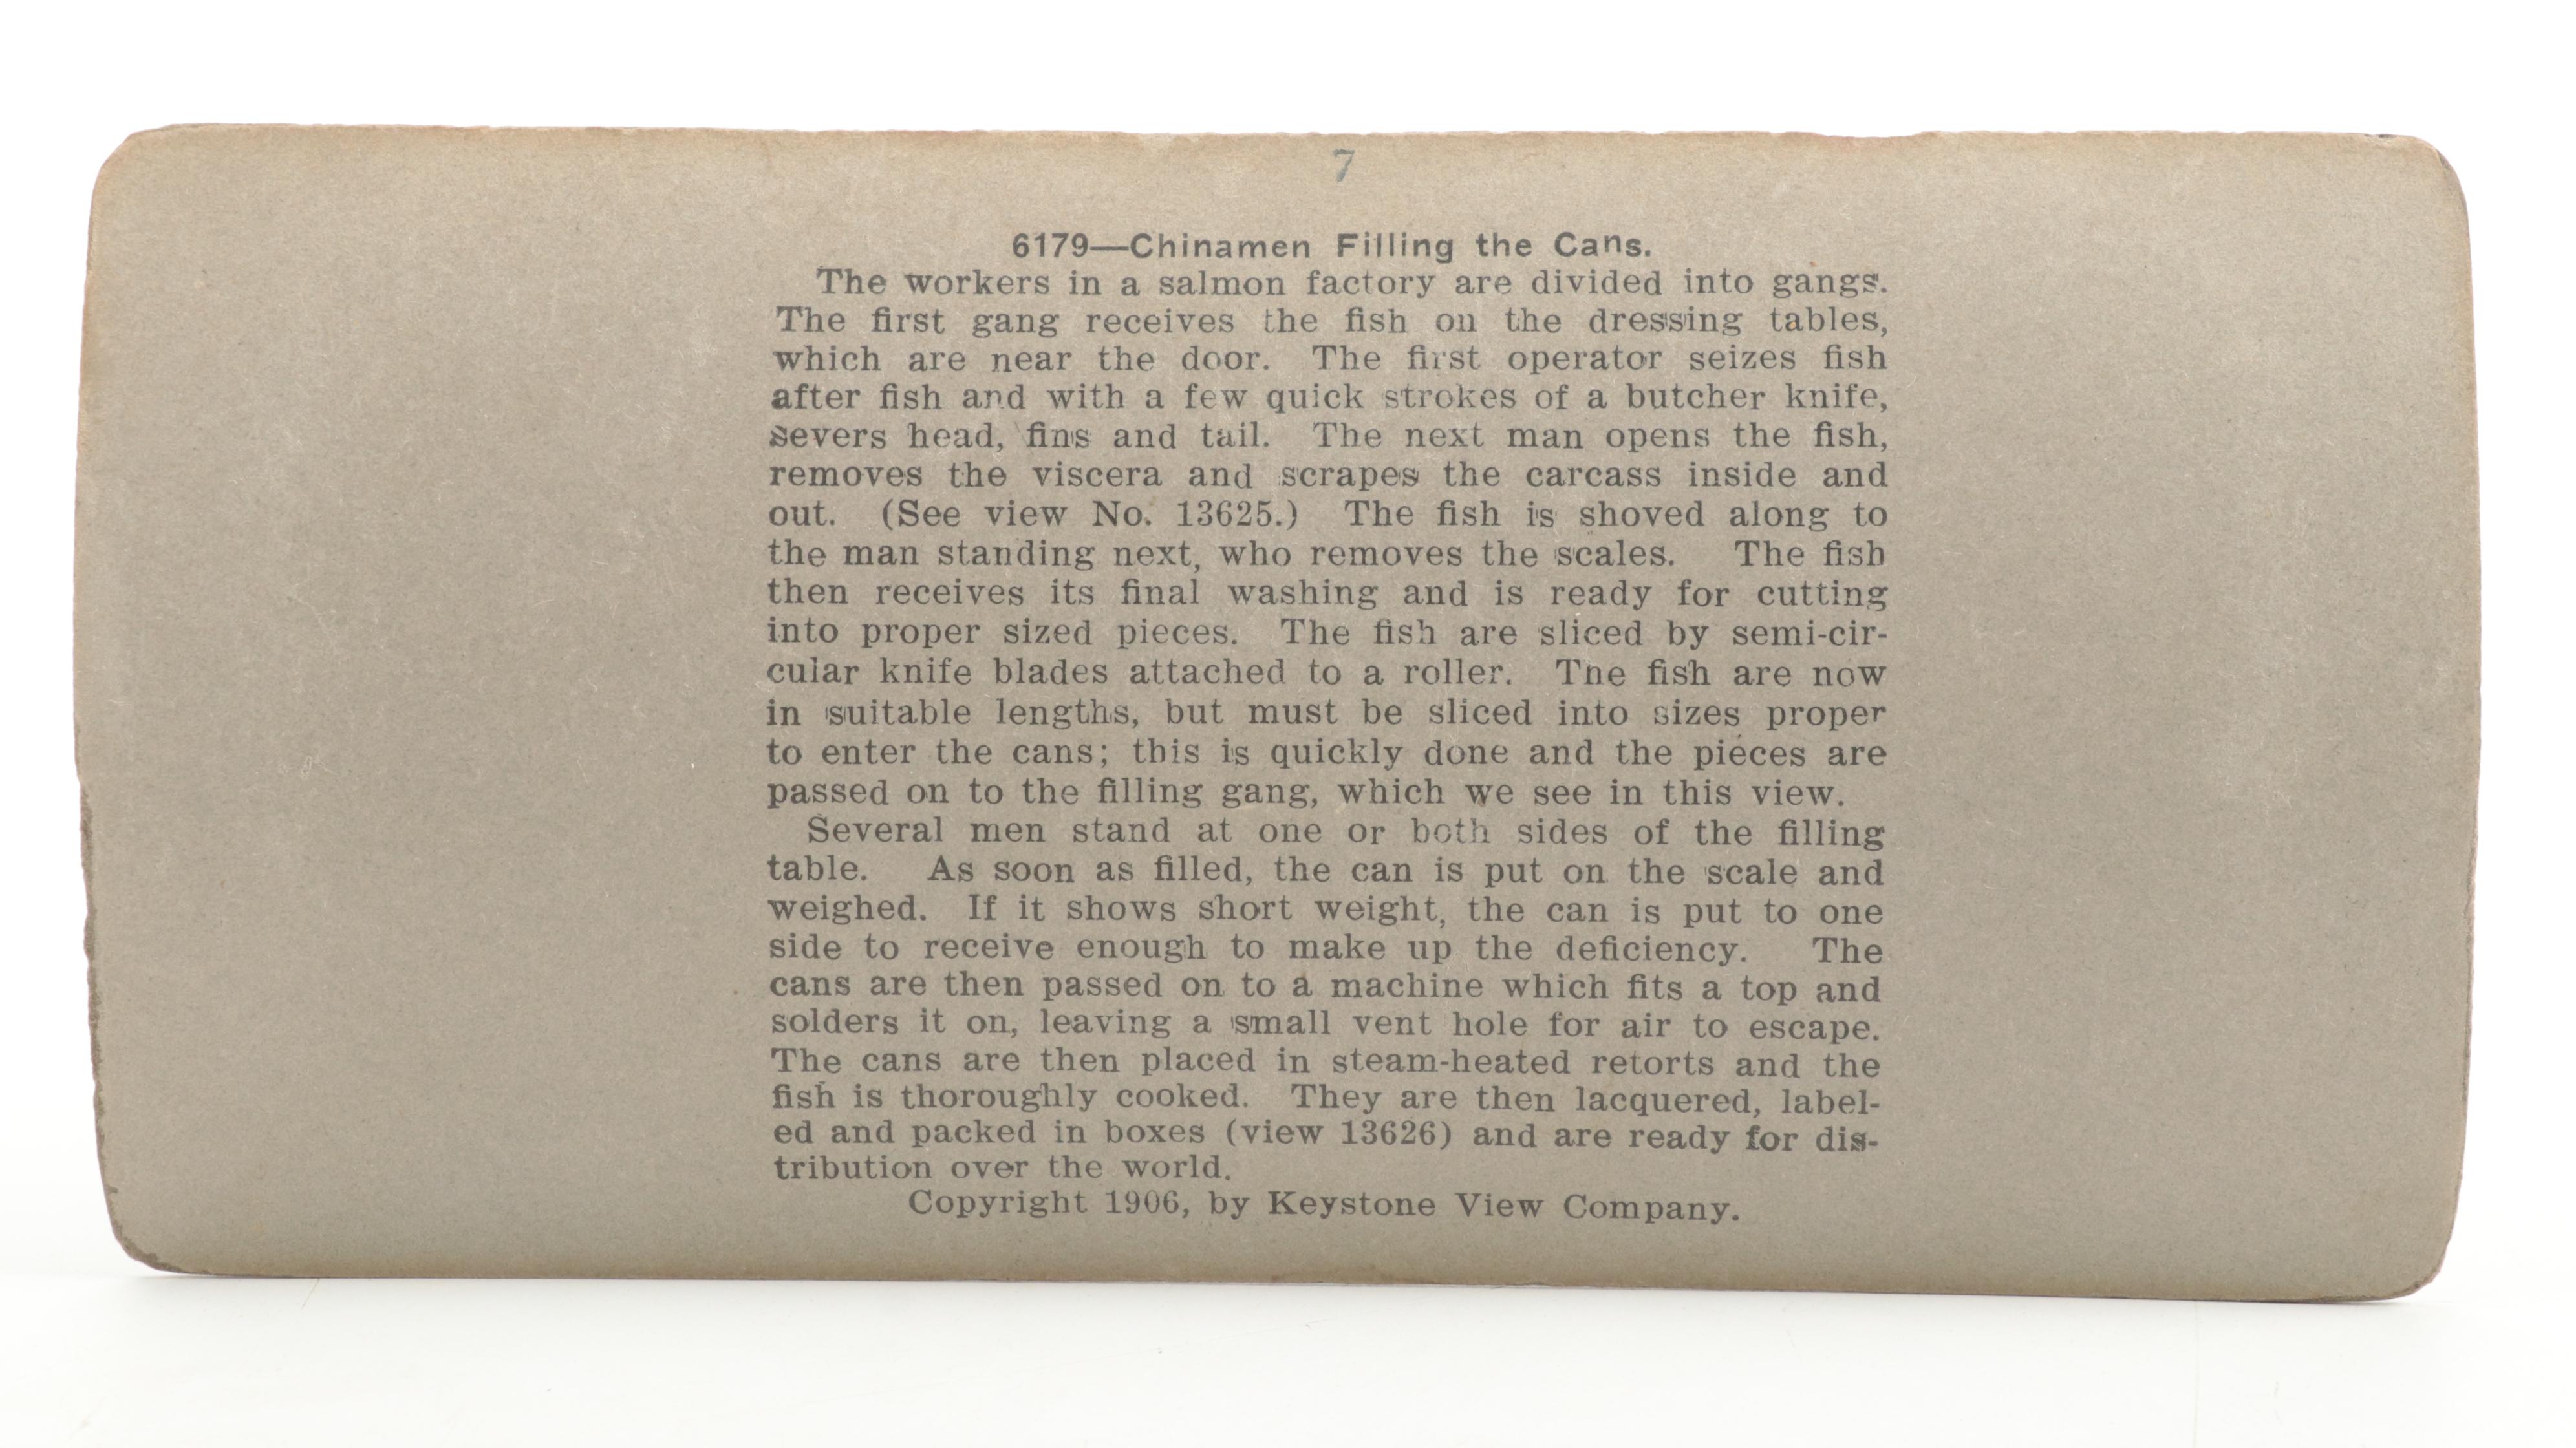 7
6179—Chinamen Filling the Cans.
The workers in a salmon factory are divided into gangs.
The first gang receives the fish on the dressing tables,
which are near the door. The first operator seizes fish
after fish and with a few quick strokes of a butcher knife,
severs head, fins and tail. The next man opens the fish,
removes the viscera and scrapes the carcass inside and
out. (See view No. 13625.) The fish is shoved along to
the man standing next, who removes the scales. The fish
then receives its final washing and is ready for cutting
into proper sized pieces. The fish are sliced by semi-cir-
cular knife blades attached to a roller. The fish are now
in suitable lengths, but must be sliced into sizes proper
to enter the cans; this is quickly done and the pieces are
passed on to the filling gang, which we see in this view.
Several men stand at one or both sides of the filling
table. As soon as filled, the can is put on the scale and
weighed. If it shows short weight, the can is put to one
side to receive enough to make up the deficiency. The
cans are then passed on to a machine which fits a top and
solders it on, leaving a small vent hole for air to escape.
The cans are then placed in steam-heated retorts and the
fish is thoroughly cooked. They are then lacquered, label-
ed and packed in boxes (view 13626) and are ready for dis-
tribution over the world.
Copyright 1906, by Keystone View Company.